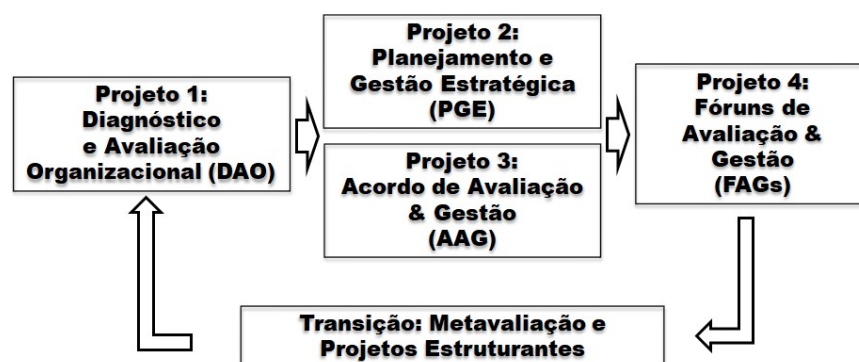 Projeto 1:
Diagnóstico
e Avaliação
Organizacional (DAO)
Projeto 2:
Planejamento e
Gestão Estratégica
(PGE)
Projeto 3:
Acordo de Avaliação
& Gestão
(AAG)
Projeto 4:
Fóruns de
Avaliação &
Gestão
(FAGs)
Transição: Metavaliação e
Projetos Estruturantes